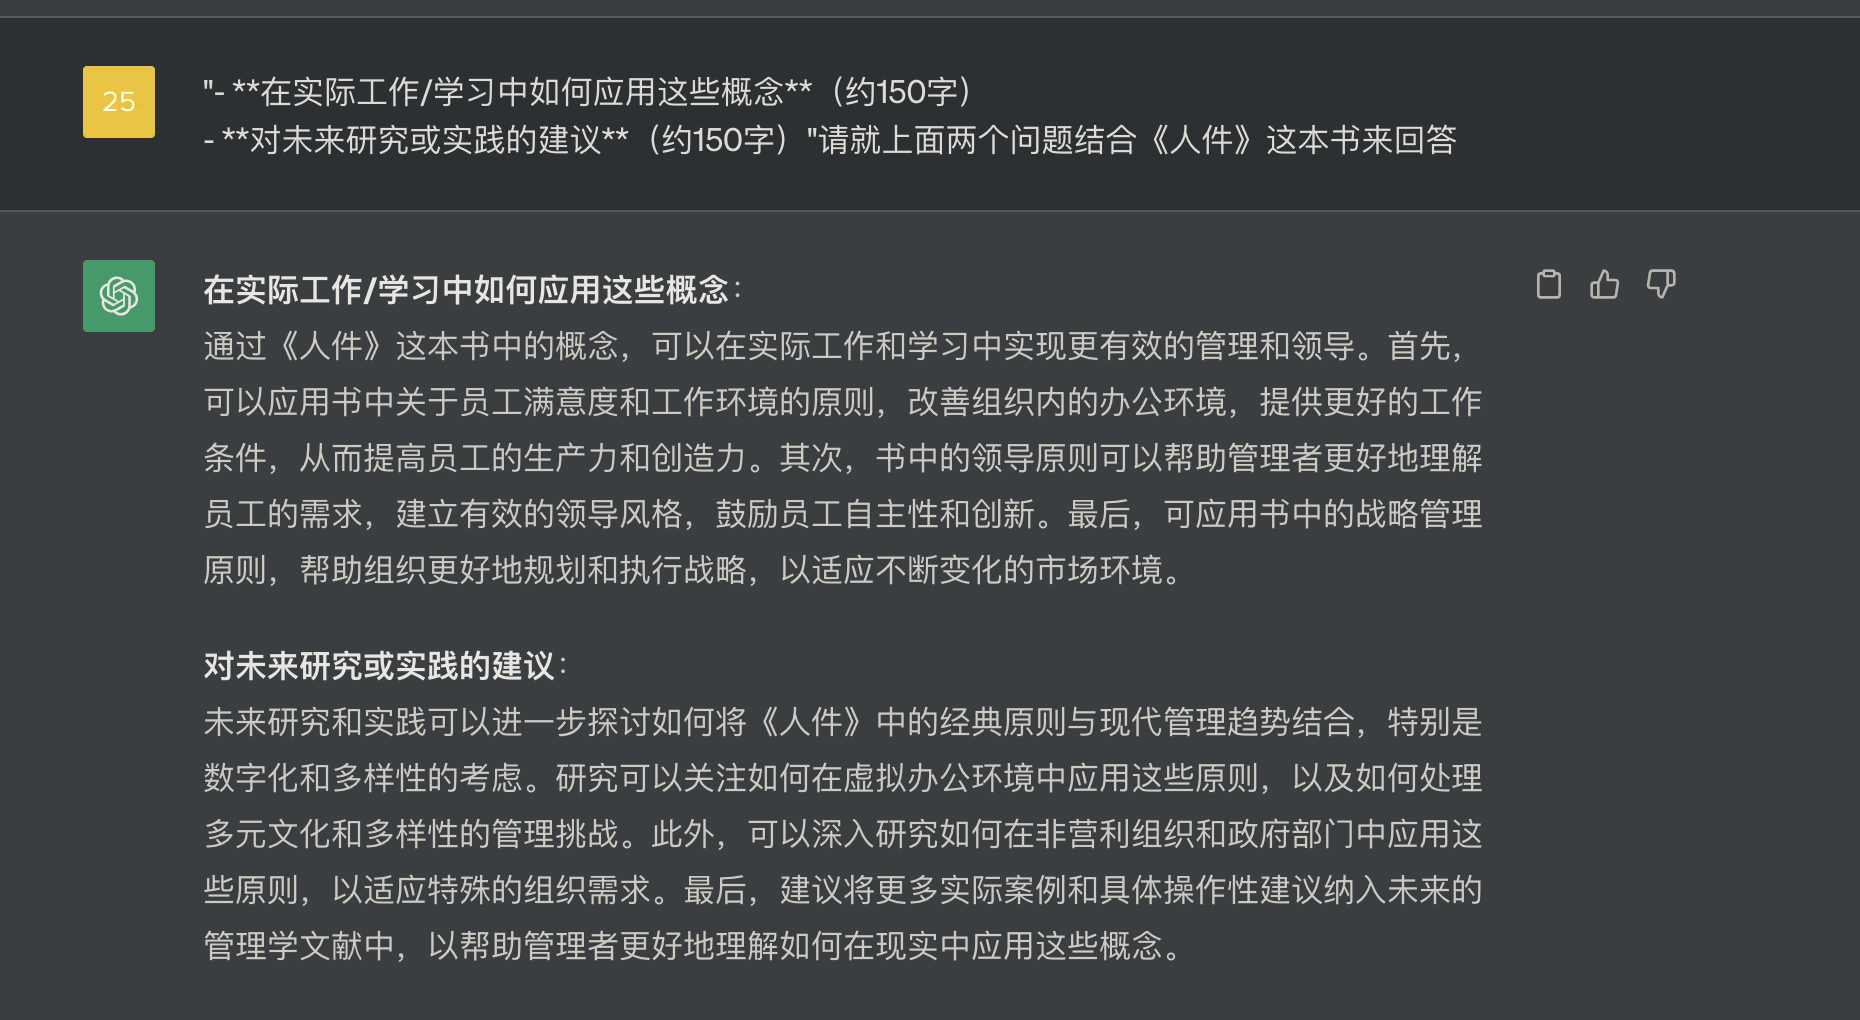 25
"- **在实际工作/学习中如何应用这些概念**（约150字）
- **对未来研究或实践的建议**（约150字）"请就上面两个问题结合《人件》这本书来回答
在实际工作/学习中如何应用这些概念：
通过《人件》这本书中的概念，可以在实际工作和学习中实现更有效的管理和领导。首先，
可以应用书中关于员工满意度和工作环境的原则，改善组织内的办公环境，提供更好的工作
条件，从而提高员工的生产力和创造力。其次，书中的领导原则可以帮助管理者更好地理解
员工的需求，建立有效的领导风格，鼓励员工自主性和创新。最后，可应用书中的战略管理
原则，帮助组织更好地规划和执行战略，以适应不断变化的市场环境。
对未来研究或实践的建议：
未来研究和实践可以进一步探讨如何将《人件》中的经典原则与现代管理趋势结合，特别是
数字化和多样性的考虑。研究可以关注如何在虚拟办公环境中应用这些原则，以及如何处理
多元文化和多样性的管理挑战。此外，可以深入研究如何在非营利组织和政府部门中应用这
些原则，以适应特殊的组织需求。最后，建议将更多实际案例和具体操作性建议纳入未来的
管理学文献中，以帮助管理者更好地理解如何在现实中应用这些概念。